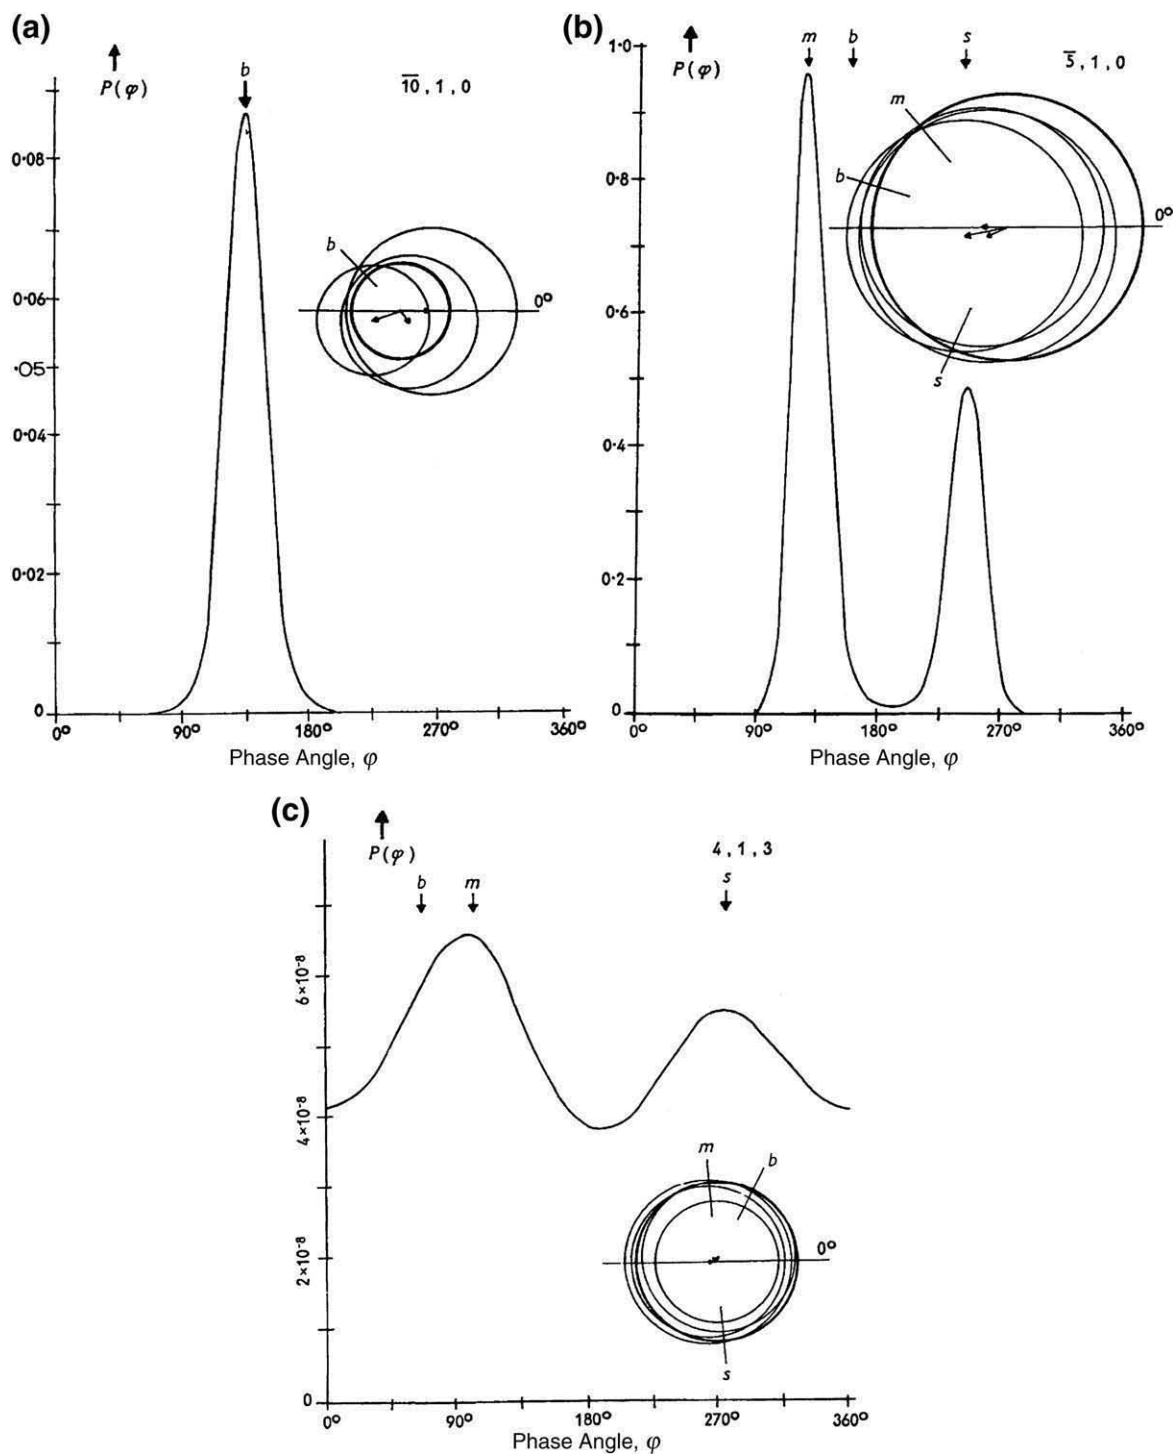 (a)
P(φ)
b
1̅0̅, 1, 0
0·08
0·06
·05
0·04
0·02
0
b
0°
0° 90° 180° 270° 360°
Phase Angle, φ
(b)
P(φ)
m b s
5̅, 1, 0
1·0
0·8
0·6
0·4
0·2
0
m
b
s
0°
0° 90° 180° 270° 360°
Phase Angle, φ
(c)
P(φ)
4, 1, 3
b m s
6×10⁻⁸
4×10⁻⁸
2×10⁻⁸
0
m
b
0°
s
0° 90° 180° 270° 360°
Phase Angle, φ